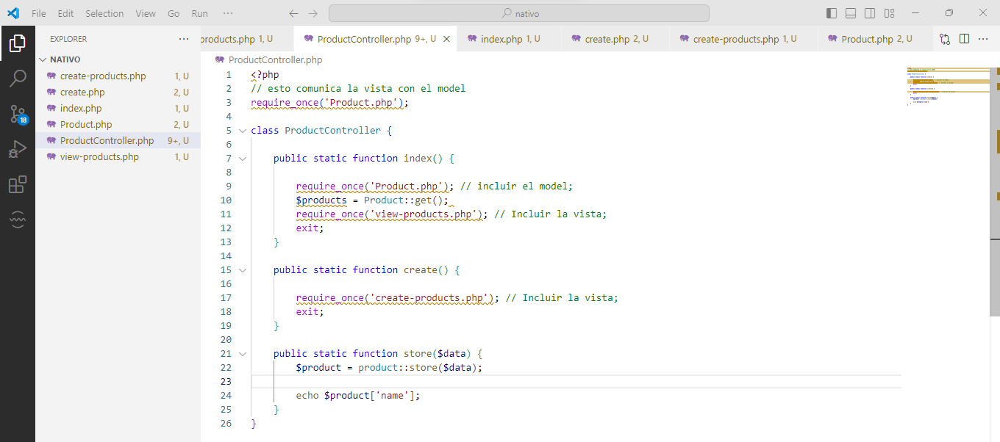 File Edit Selection View Go Run ··· nativo
EXPLORER ···
products.php 1, U ProductController.php 9+, U index.php 1, U create.php 2, U create-products.php 1, U Product.php 2, U ···
NATIVO
create-products.php 1, U
create.php 2, U
index.php 1, U
Product.php 2, U
ProductController.php 9+, U
view-products.php 1, U
18
ProductController.php
1 <?php
2 // esto comunica la vista con el model
3 require_once('Product.php');
4
5 class ProductController {
6
7 public static function index() {
8
9 require_once('Product.php'); // incluir el model;
10 $products = Product::get();
11 require_once('view-products.php'); // Incluir la vista;
12 exit;
13 }
14
15 public static function create() {
16
17 require_once('create-products.php'); // Incluir la vista;
18 exit;
19 }
20
21 public static function store($data) {
22 $product = product::store($data);
23
24 echo $product['name'];
25 }
26 }